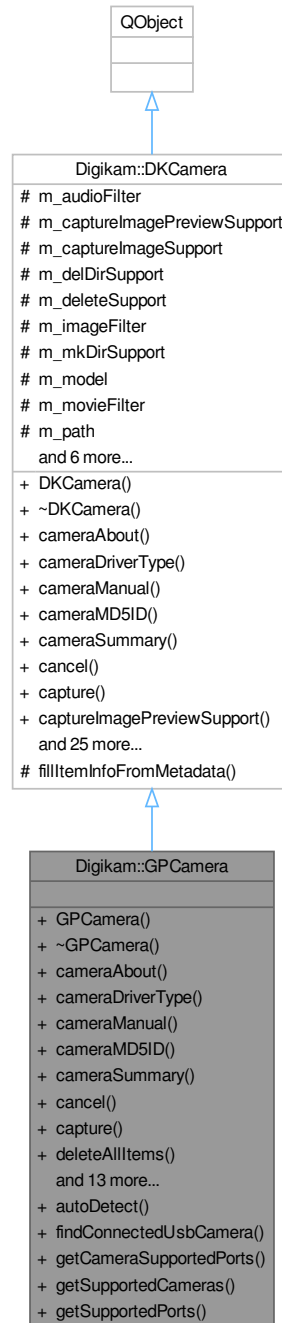 QObject
Digikam::DKCamera
# m_audioFilter
# m_captureImagePreviewSupport
# m_captureImageSupport
# m_delDirSupport
# m_deleteSupport
# m_imageFilter
# m_mkDirSupport
# m_model
# m_movieFilter
# m_path
and 6 more...
+ DKCamera()
+ ~DKCamera()
+ cameraAbout()
+ cameraDriverType()
+ cameraManual()
+ cameraMD5ID()
+ cameraSummary()
+ cancel()
+ capture()
+ captureImagePreviewSupport()
and 25 more...
# fillItemInfoFromMetadata()
Digikam::GPCamera
+ GPCamera()
+ ~GPCamera()
+ cameraAbout()
+ cameraDriverType()
+ cameraManual()
+ cameraMD5ID()
+ cameraSummary()
+ cancel()
+ capture()
+ deleteAllItems()
and 13 more...
+ autoDetect()
+ findConnectedUsbCamera()
+ getCameraSupportedPorts()
+ getSupportedCameras()
+ getSupportedPorts()